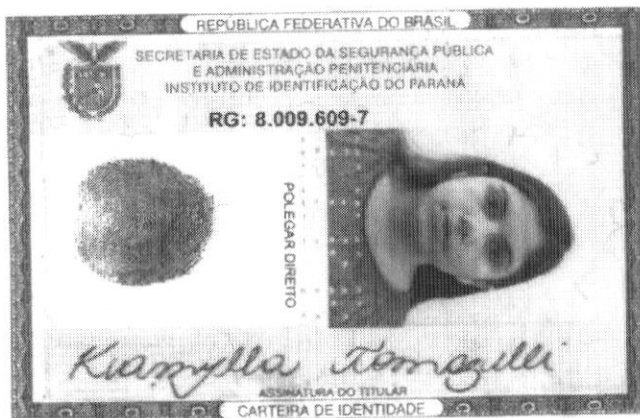 REPÚBLICA FEDERATIVA DO BRASIL
SECRETARIA DE ESTADO DA SEGURANÇA PÚBLICA
E ADMINISTRAÇÃO PENITENCIÁRIA
INSTITUTO DE IDENTIFICAÇÃO DO PARANÁ
RG: 8.009.609-7
POLEGAR DIREITO
Kramylla Tomazelli
ASSINATURA DO TITULAR
CARTEIRA DE IDENTIDADE